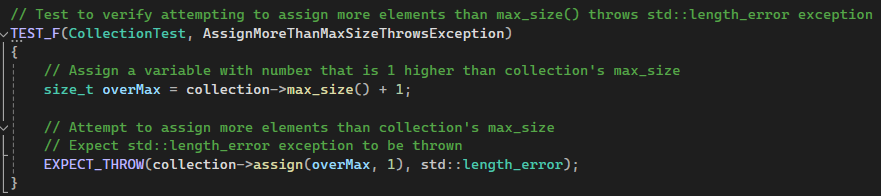 // Test to verify attempting to assign more elements than max_size() throws std::length_error exception
TEST_F(CollectionTest, AssignMoreThanMaxSizeThrowsException)
{
    // Assign a variable with number that is 1 higher than collection's max_size
    size_t overMax = collection->max_size() + 1;

    // Attempt to assign more elements than collection's max_size
    // Expect std::length_error exception to be thrown
    EXPECT_THROW(collection->assign(overMax, 1), std::length_error);
}